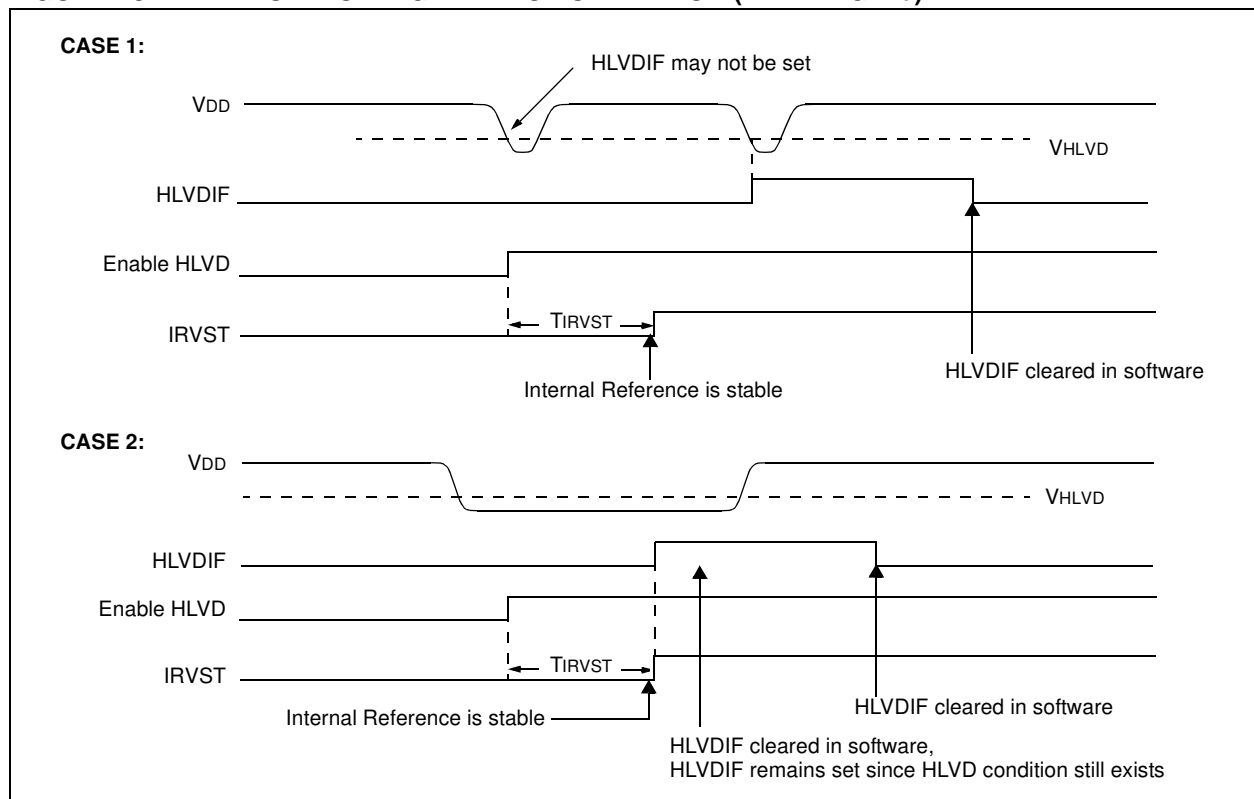 CASE 1:
HLVDIF may not be set
VDD
VHLVD
HLVDIF
Enable HLVD
TIRVST
IRVST
HLVDIF cleared in software
Internal Reference is stable
CASE 2:
VDD
VHLVD
HLVDIF
Enable HLVD
TIRVST
IRVST
HLVDIF cleared in software
Internal Reference is stable
HLVDIF cleared in software,
HLVDIF remains set since HLVD condition still exists